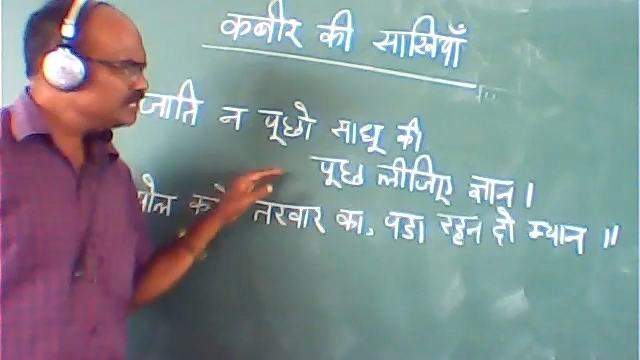 कबीर की साखियाँ
जाति न पूछो साधू की
पूछ लीजिए ज्ञान।
तरवार का, पडा रहन दो म्यान॥